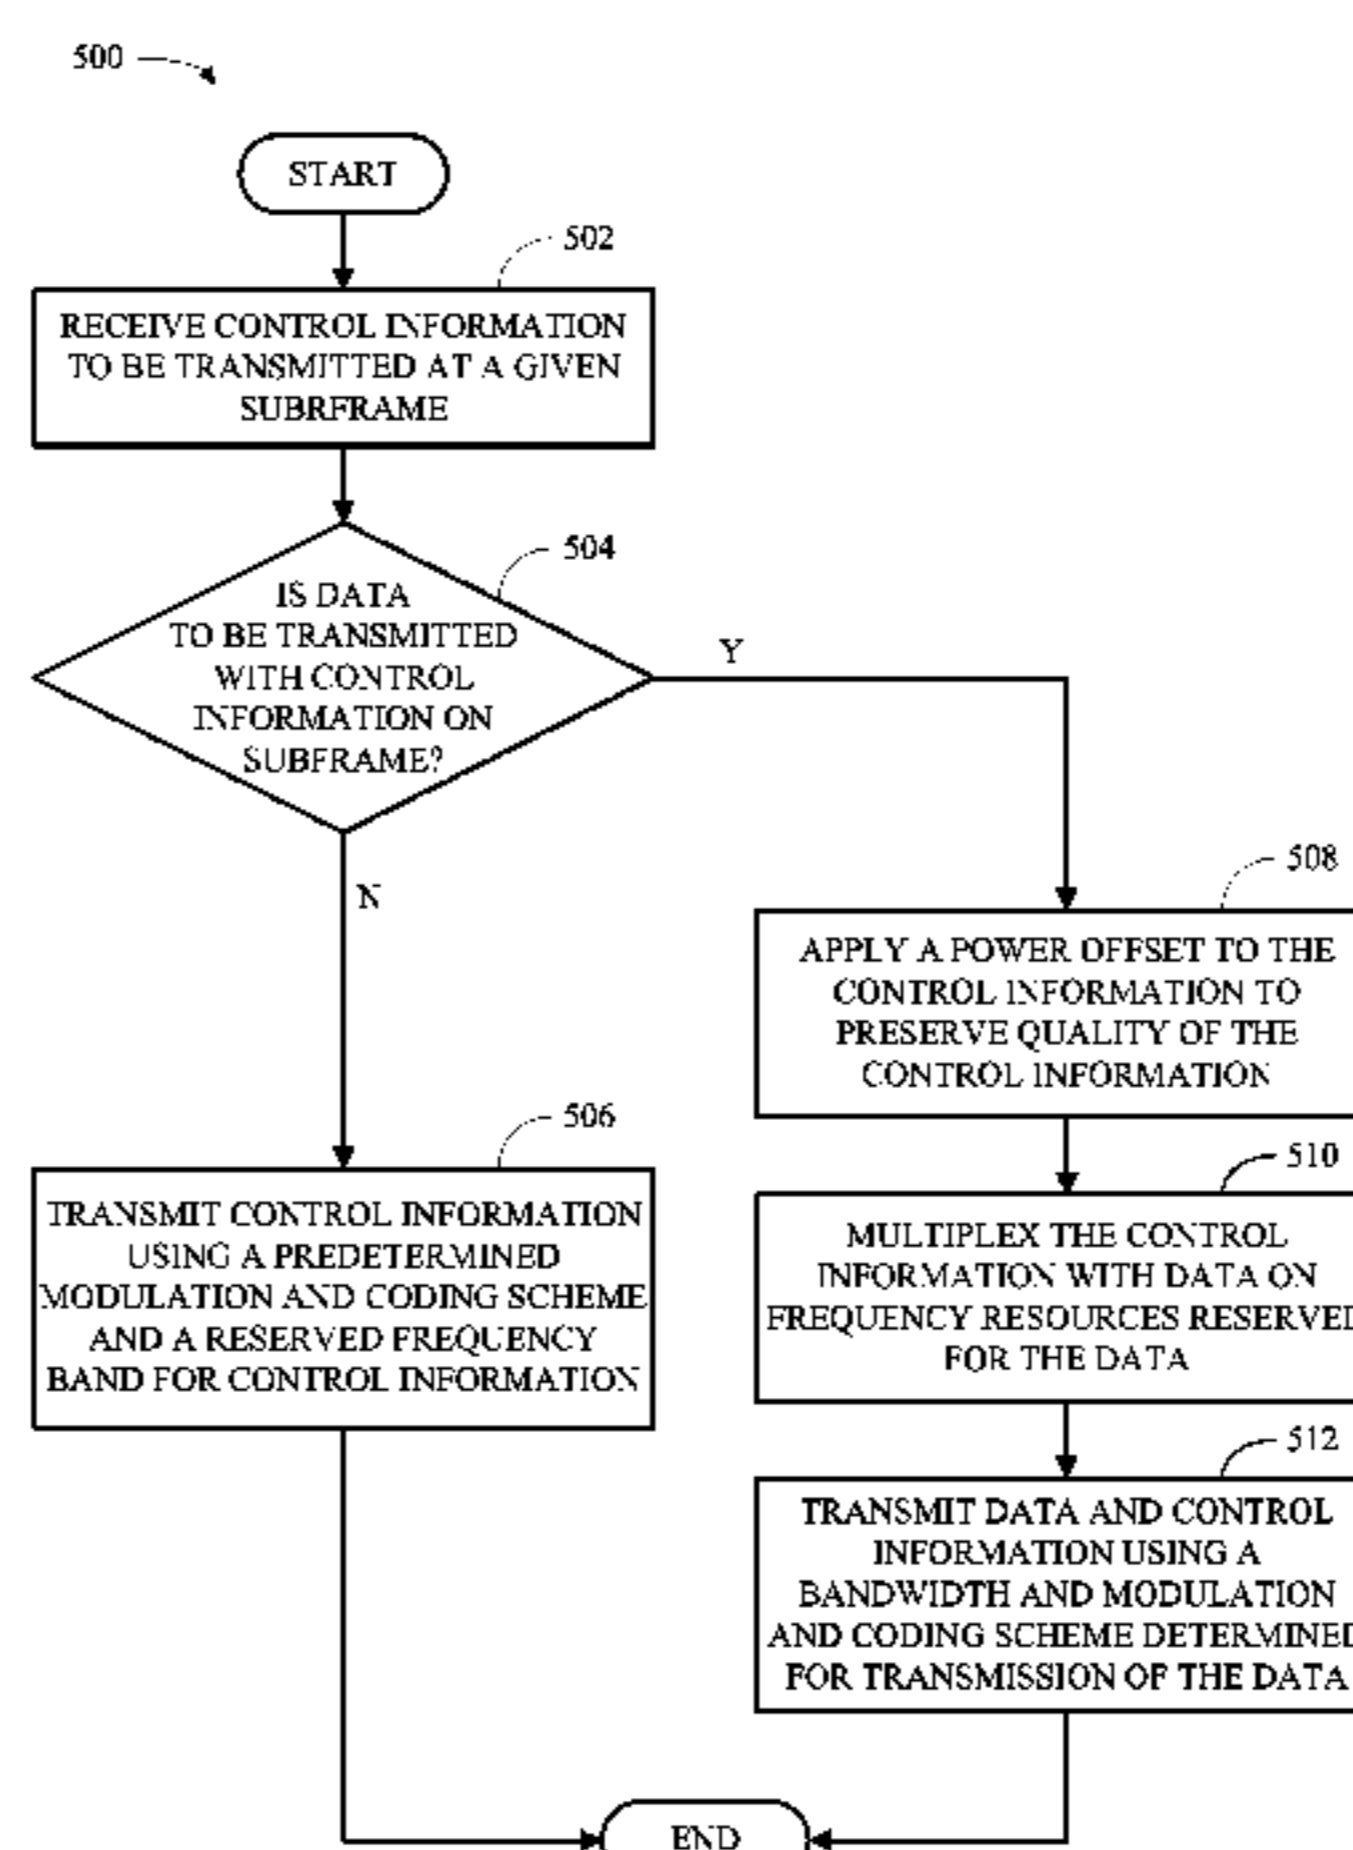 500
START
502
RECEIVE CONTROL INFORMATION
TO BE TRANSMITTED AT A GIVEN
SUBRFRAME
504
IS DATA
TO BE TRANSMITTED
WITH CONTROL
INFORMATION ON
SUBFRAME?
Y
N
508
APPLY A POWER OFFSET TO THE
CONTROL INFORMATION TO
PRESERVE QUALITY OF THE
CONTROL INFORMATION
506
TRANSMIT CONTROL INFORMATION
USING A PREDETERMINED
MODULATION AND CODING SCHEME
AND A RESERVED FREQUENCY
BAND FOR CONTROL INFORMATION
510
MULTIPLEX THE CONTROL
INFORMATION WITH DATA ON
FREQUENCY RESOURCES RESERVED
FOR THE DATA
512
TRANSMIT DATA AND CONTROL
INFORMATION USING A
BANDWIDTH AND MODULATION
AND CODING SCHEME DETERMINED
FOR TRANSMISSION OF THE DATA
END